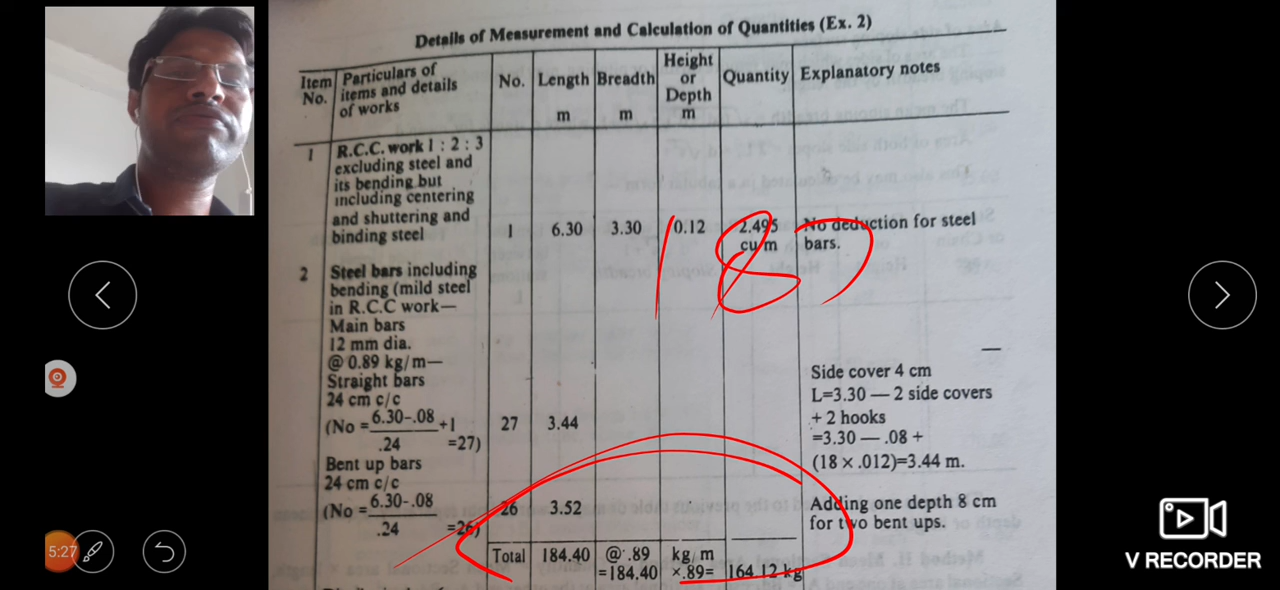 Details of Measurement and Calculation of Quantities (Ex. 2)
Item No.
Particulars of items and details of works
No.
Length m
Breadth m
Height or Depth m
Quantity
Explanatory notes
1
R.C.C. work 1 : 2 : 3
excluding steel and
its bending but
including centering
and shuttering and
binding steel
1 6.30 3.30 0.12 2.495 cu m
No deduction for steel
bars.
180
2
Steel bars including
bending (mild steel
in R.C.C work—
Main bars
12 mm dia.
@ 0.89 kg/m—
Straight bars
24 cm c/c
(No = 6.30-.08 / .24 +1 =27)
27 3.44
Side cover 4 cm
L=3.30 — 2 side covers
+ 2 hooks
=3.30 — .08 +
(18 × .012)=3.44 m.
Bent up bars
24 cm c/c
(No = 6.30-.08 / .24 =26)
26 3.52
Adding one depth 8 cm
for two bent ups.
Total 184.40 @ .89 kg/m
=184.40 ×.89= 164.12 kg
5:27
V RECORDER